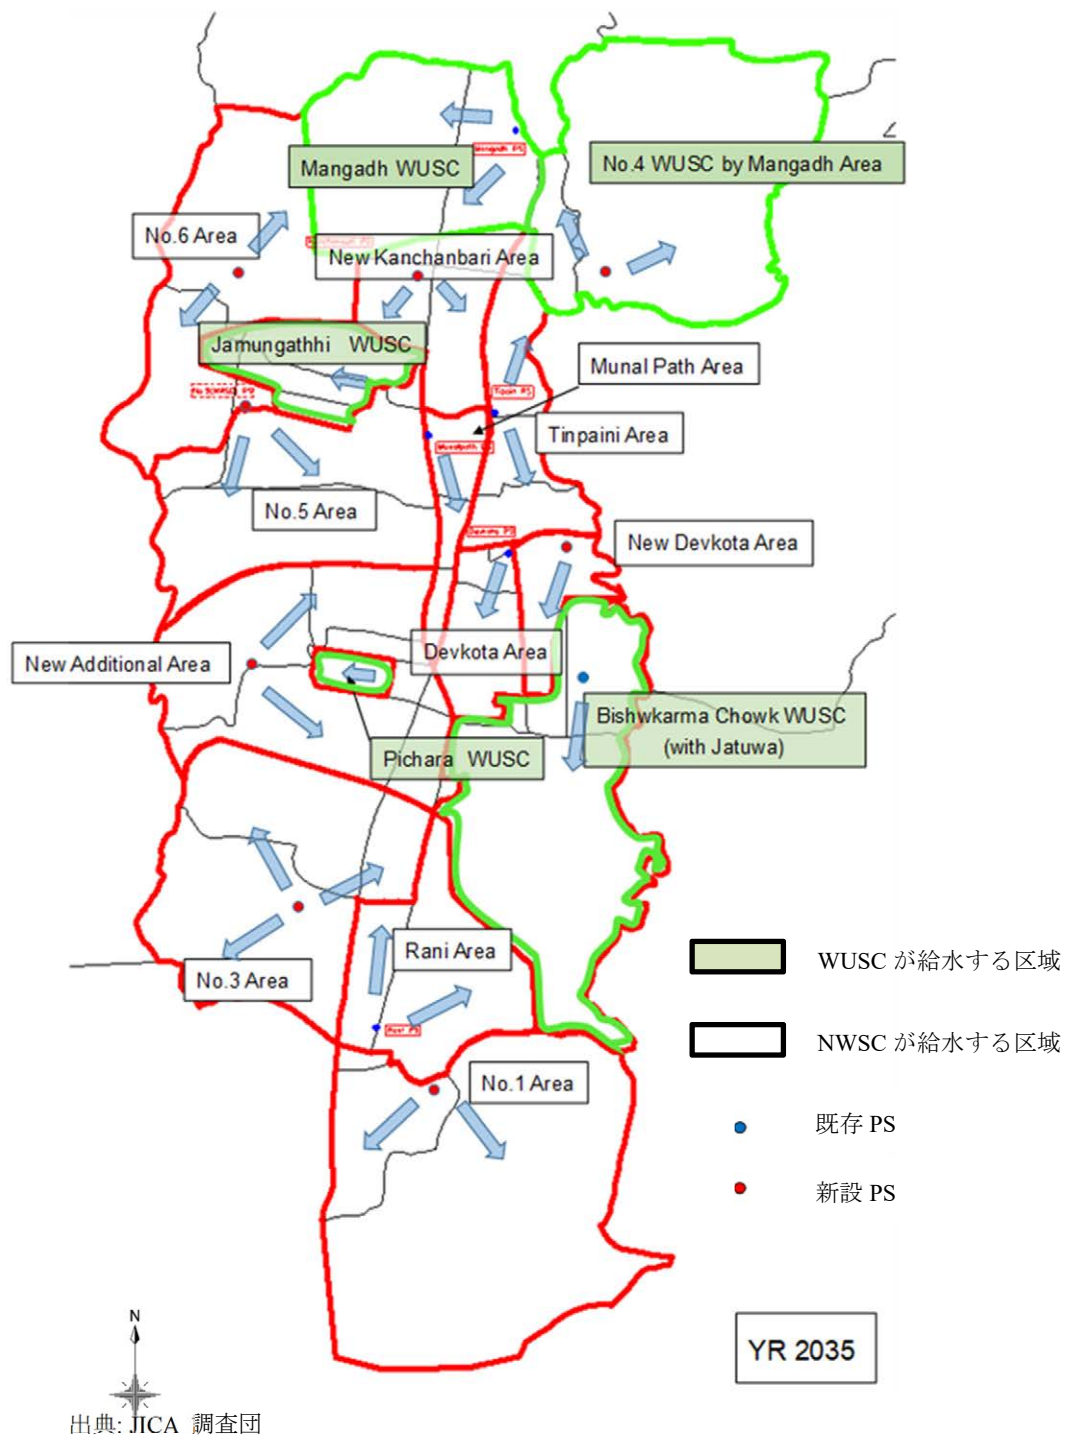 Mangadh WUSC
No.4 WUSC by Mangadh Area
No.6 Area
New Kanchanbari Area
Jamungathhi WUSC
Munal Path Area
Tinpaini Area
No.5 Area
New Devkota Area
Devkota Area
New Additional Area
Bishwkarma Chowk WUSC
(with Jatuwa)
Pichara WUSC
Rani Area
No.3 Area
No.1 Area
WUSC が給水する区域
NWSC が給水する区域
既存 PS
新設 PS
N
YR 2035
出典: JICA 調査団